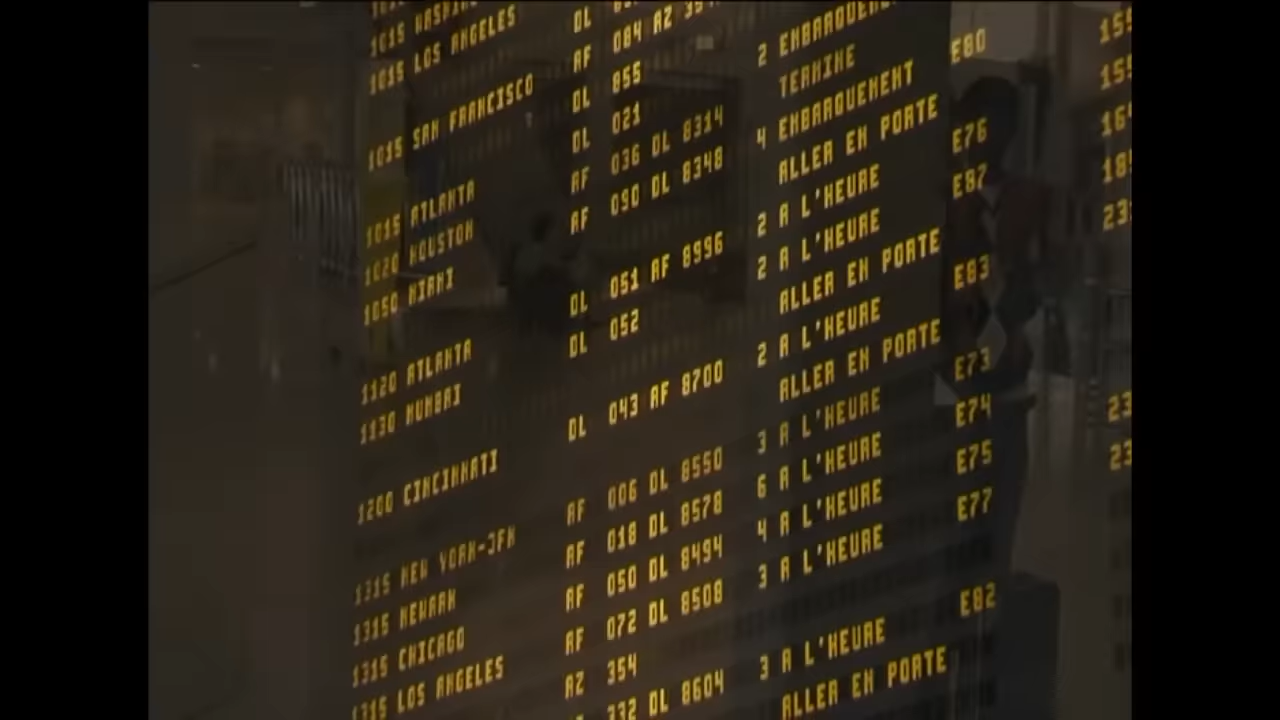 1015 LOS ANGELES DL
1015 SAN FRANCISCO AF 084 AZ
DL 855
1015 ATLANTA DL 021 2 EMBARQUEMENT
1020 HOUSTON AF 036 DL 8314 TERMINE
1050 MIAMI AF 090 DL 8348 4 EMBARQUEMENT E80
ALLER EN PORTE
1120 ATLANTA DL 051 AF 8996 2 A L'HEURE E76
1130 MUMBAI DL 052 2 A L'HEURE E87
ALLER EN PORTE
1200 CINCINNATI DL 043 AF 8700 2 A L'HEURE E83
ALLER EN PORTE
1315 NEW YORK-JFK AF 006 DL 8550 3 A L'HEURE E73
1315 NEWARK AF 018 DL 8578 6 A L'HEURE E74
1315 CHICAGO AF 050 DL 8494 4 A L'HEURE E75
1315 LOS ANGELES AF 072 DL 8508 3 A L'HEURE E77
AZ 354
332 DL 8604 3 A L'HEURE E82
ALLER EN PORTE